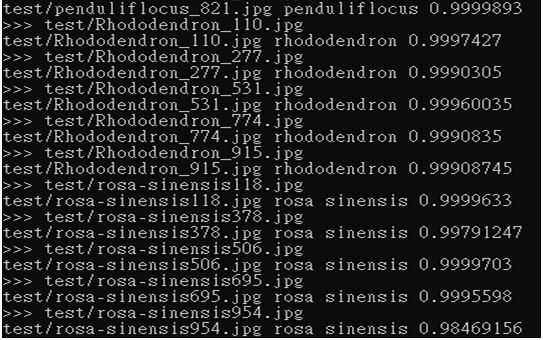 test/penduliflocus_821.jpg penduliflocus 0.9999893
>>> test/Rhododendron_110.jpg
test/Rhododendron_110.jpg rhododendron 0.9997427
>>> test/Rhododendron_277.jpg
test/Rhododendron_277.jpg rhododendron 0.9990305
>>> test/Rhododendron_531.jpg
test/Rhododendron_531.jpg rhododendron 0.99960035
>>> test/Rhododendron_774.jpg
test/Rhododendron_774.jpg rhododendron 0.9990835
>>> test/Rhododendron_915.jpg
test/Rhododendron_915.jpg rhododendron 0.99908745
>>> test/rosa-sinensis118.jpg
test/rosa-sinensis118.jpg rosa sinensis 0.9999633
>>> test/rosa-sinensis378.jpg
test/rosa-sinensis378.jpg rosa sinensis 0.99791247
>>> test/rosa-sinensis506.jpg
test/rosa-sinensis506.jpg rosa sinensis 0.9999703
>>> test/rosa-sinensis695.jpg
test/rosa-sinensis695.jpg rosa sinensis 0.9995598
>>> test/rosa-sinensis954.jpg
test/rosa-sinensis954.jpg rosa sinensis 0.98469156